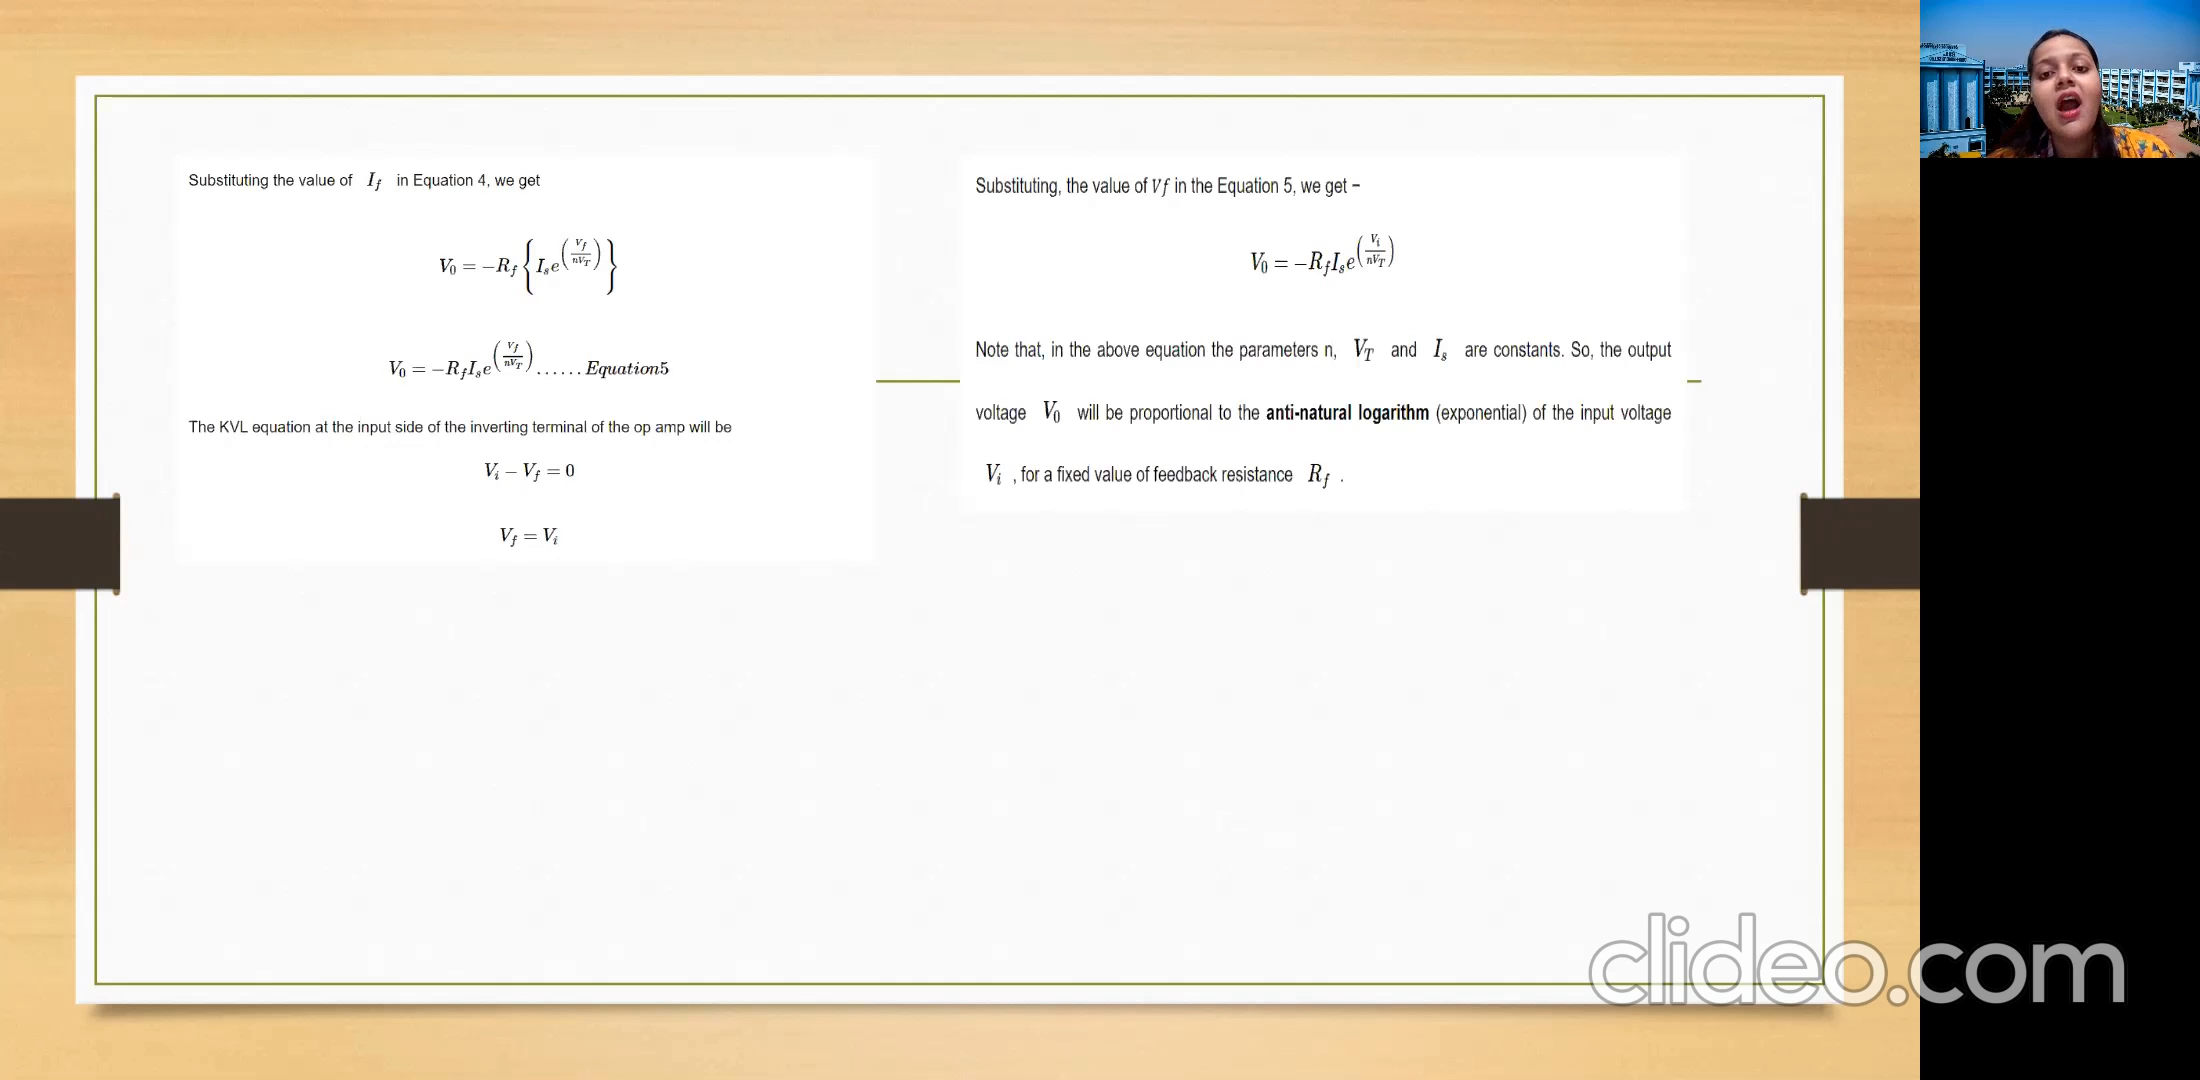 Substituting the value of I_f in Equation 4, we get
V_0 = −R_f {I_s e^(V_f / nV_T)}
V_0 = −R_f I_s e^(V_f / nV_T) ...... Equation5
The KVL equation at the input side of the inverting terminal of the op amp will be
V_i − V_f = 0
V_f = V_i
Substituting, the value of Vf in the Equation 5, we get −
V_0 = −R_f I_s e^(V_i / nV_T)
Note that, in the above equation the parameters n, V_T and I_s are constants. So, the output
voltage V_0 will be proportional to the anti-natural logarithm (exponential) of the input voltage
V_i , for a fixed value of feedback resistance R_f .
clideo.com